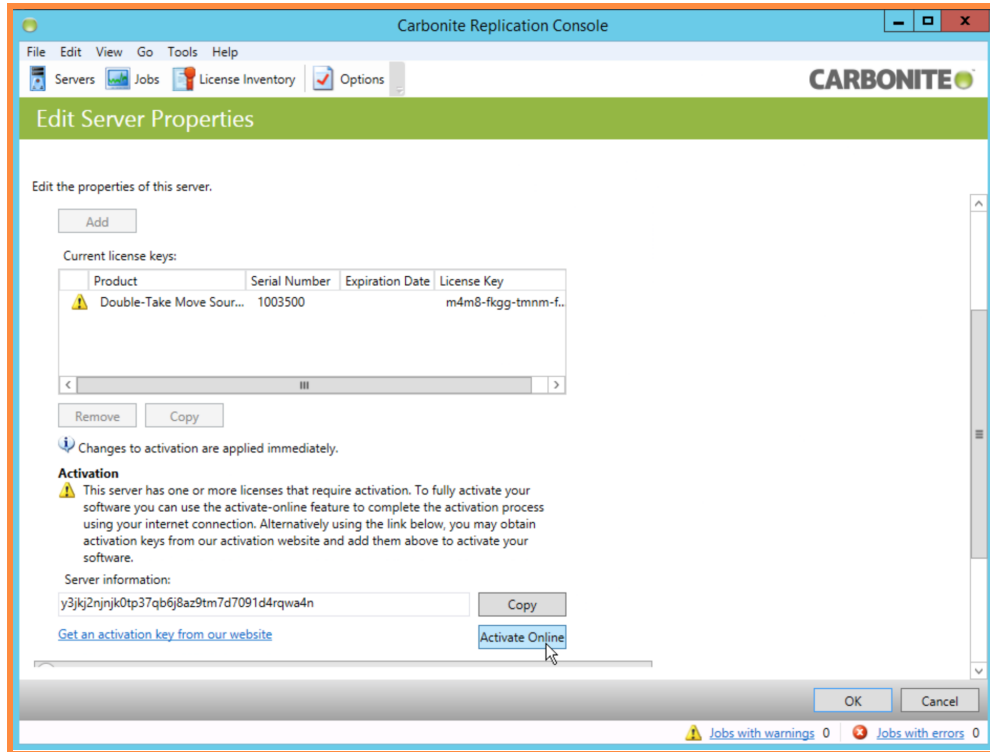 Carbonite Replication Console
File Edit View Go Tools Help
Servers Jobs License Inventory Options
CARBONITE
Edit Server Properties
Edit the properties of this server.
Add
Current license keys:
Product Serial Number Expiration Date License Key
Double-Take Move Sour... 1003500 m4m8-fkgg-tmnm-f..
Remove Copy
Changes to activation are applied immediately.
Activation
This server has one or more licenses that require activation. To fully activate your
software you can use the activate-online feature to complete the activation process
using your internet connection. Alternatively using the link below, you may obtain
activation keys from our activation website and add them above to activate your
software.
Server information:
y3jkj2njnjk0tp37qb6j8az9tm7d7091d4rqwa4n
Copy
Get an activation key from our website
Activate Online
OK Cancel
Jobs with warnings 0 Jobs with errors 0